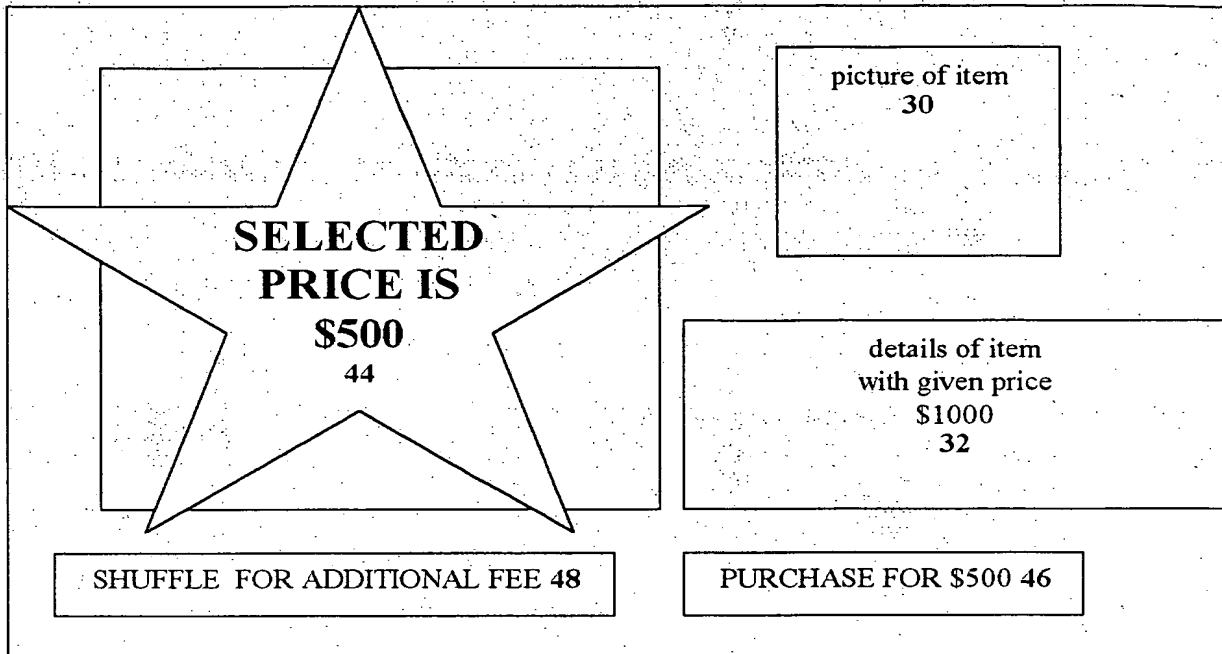 picture of item
30
SELECTED
PRICE IS
$500
44
details of item
with given price
$1000
32
SHUFFLE FOR ADDITIONAL FEE 48
PURCHASE FOR $500 46